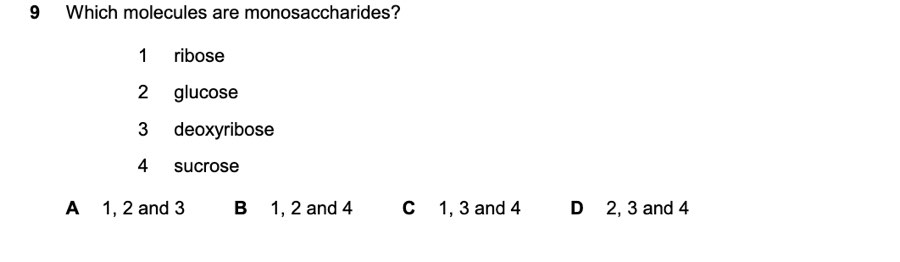 9 Which molecules are monosaccharides?
1 ribose
2 glucose
3 deoxyribose
4 sucrose
A 1, 2 and 3 B 1, 2 and 4 C 1, 3 and 4 D 2, 3 and 4